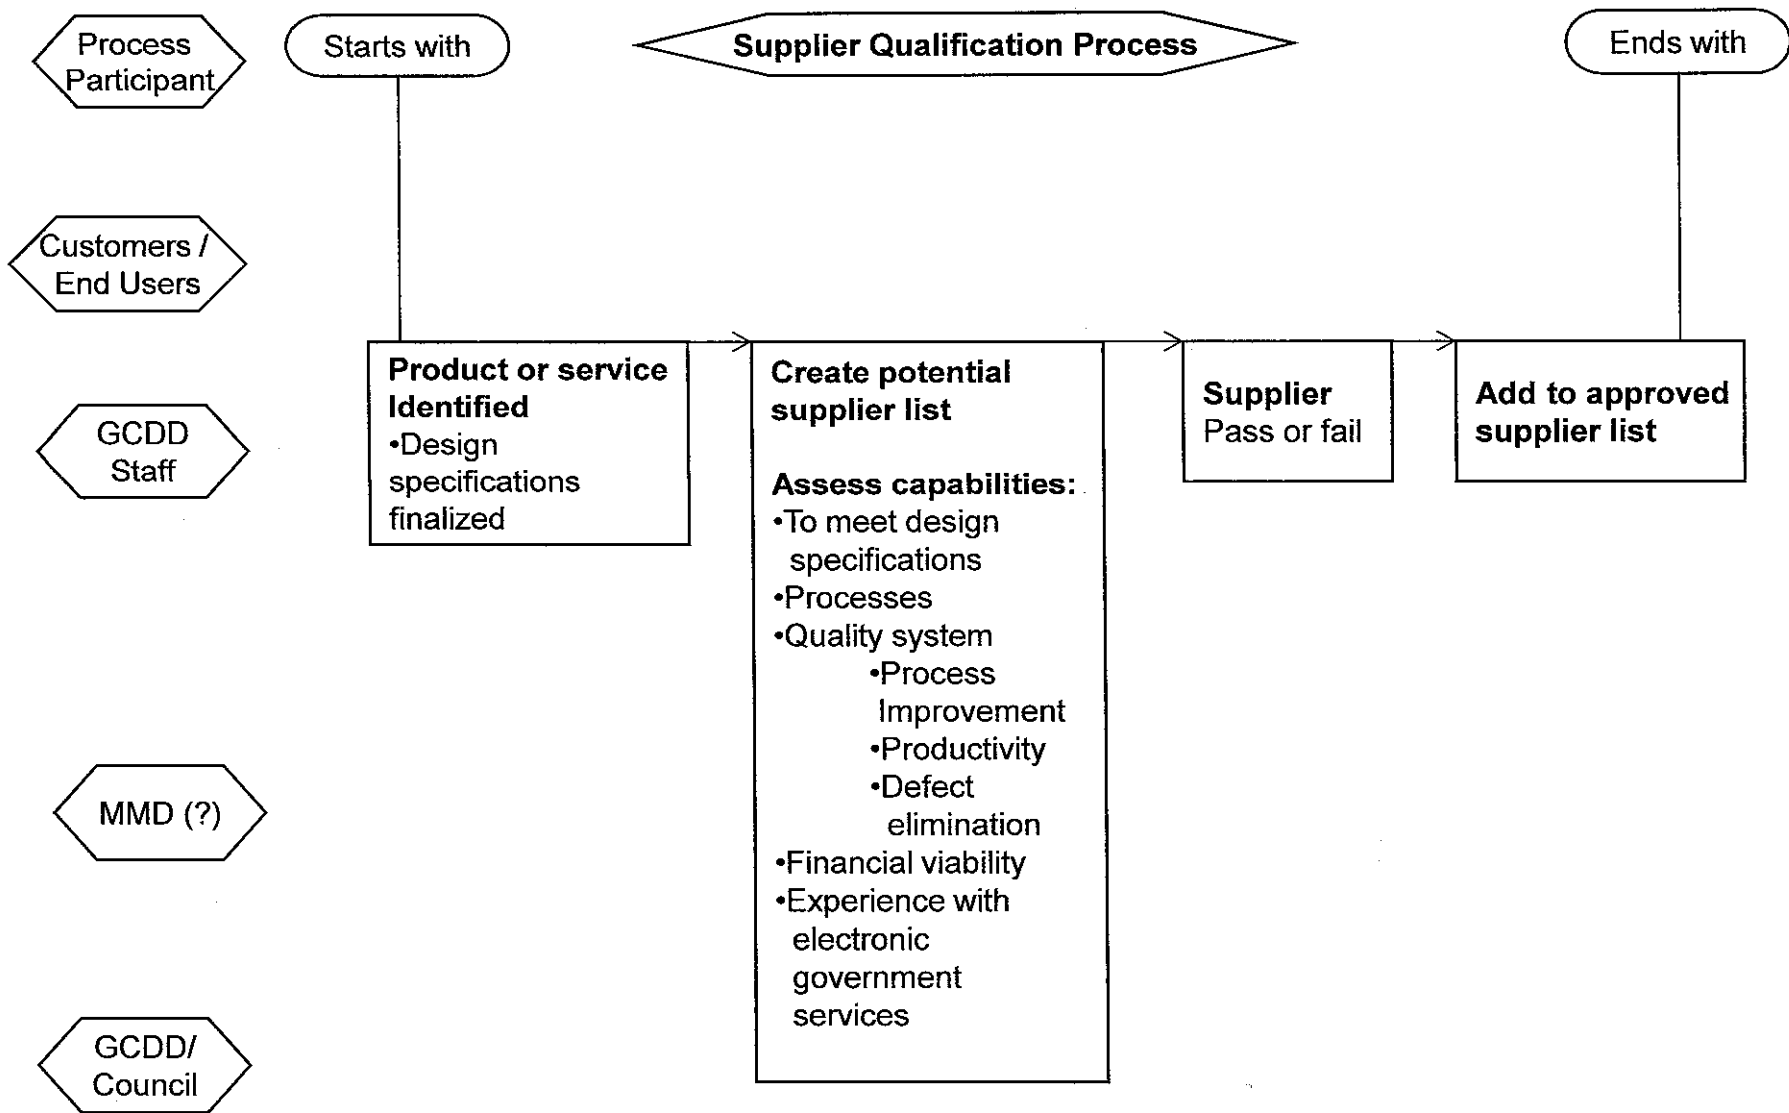 Process
Participant
Starts with
Supplier Qualification Process
Ends with
Customers /
End Users
GCDD
Staff
Product or service
Identified
•Design
specifications
finalized
Create potential
supplier list
Assess capabilities:
•To meet design
specifications
•Processes
•Quality system
•Process
Improvement
•Productivity
•Defect
elimination
•Financial viability
•Experience with
electronic
government
services
Supplier
Pass or fail
Add to approved
supplier list
MMD (?)
GCDD/
Council